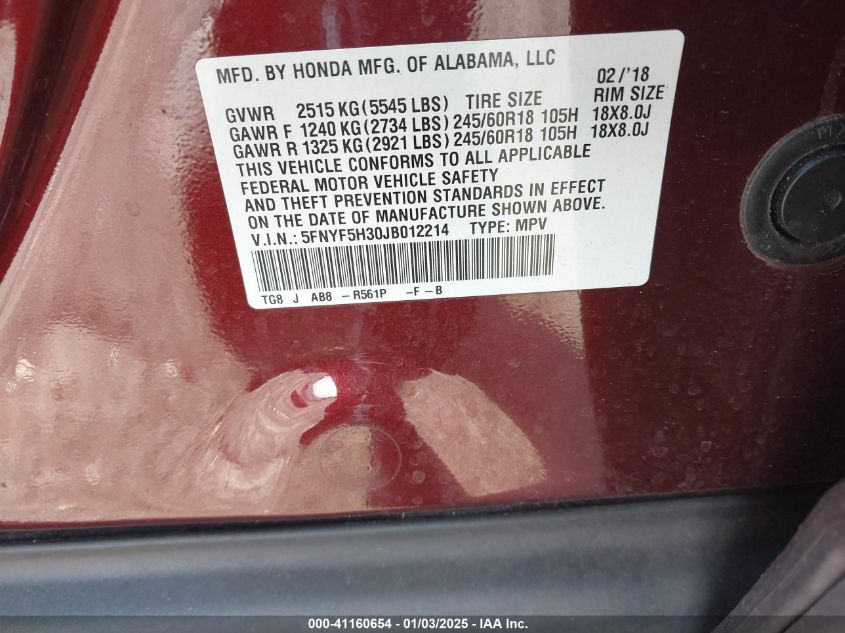 MFD. BY HONDA MFG. OF ALABAMA, LLC 02/'18
GVWR 2515 KG(5545 LBS) TIRE SIZE RIM SIZE
GAWR F 1240 KG(2734 LBS) 245/60R18 105H 18X8.0J
GAWR R 1325 KG(2921 LBS) 245/60R18 105H 18X8.0J
THIS VEHICLE CONFORMS TO ALL APPLICABLE
FEDERAL MOTOR VEHICLE SAFETY
AND THEFT PREVENTION STANDARDS IN EFFECT
ON THE DATE OF MANUFACTURE SHOWN ABOVE.
V.I.N.: 5FNYF5H30JB012214 TYPE: MPV
TG8 J AB8 -R561P -F-B
000-41160654 - 01/03/2025 - IAA Inc.